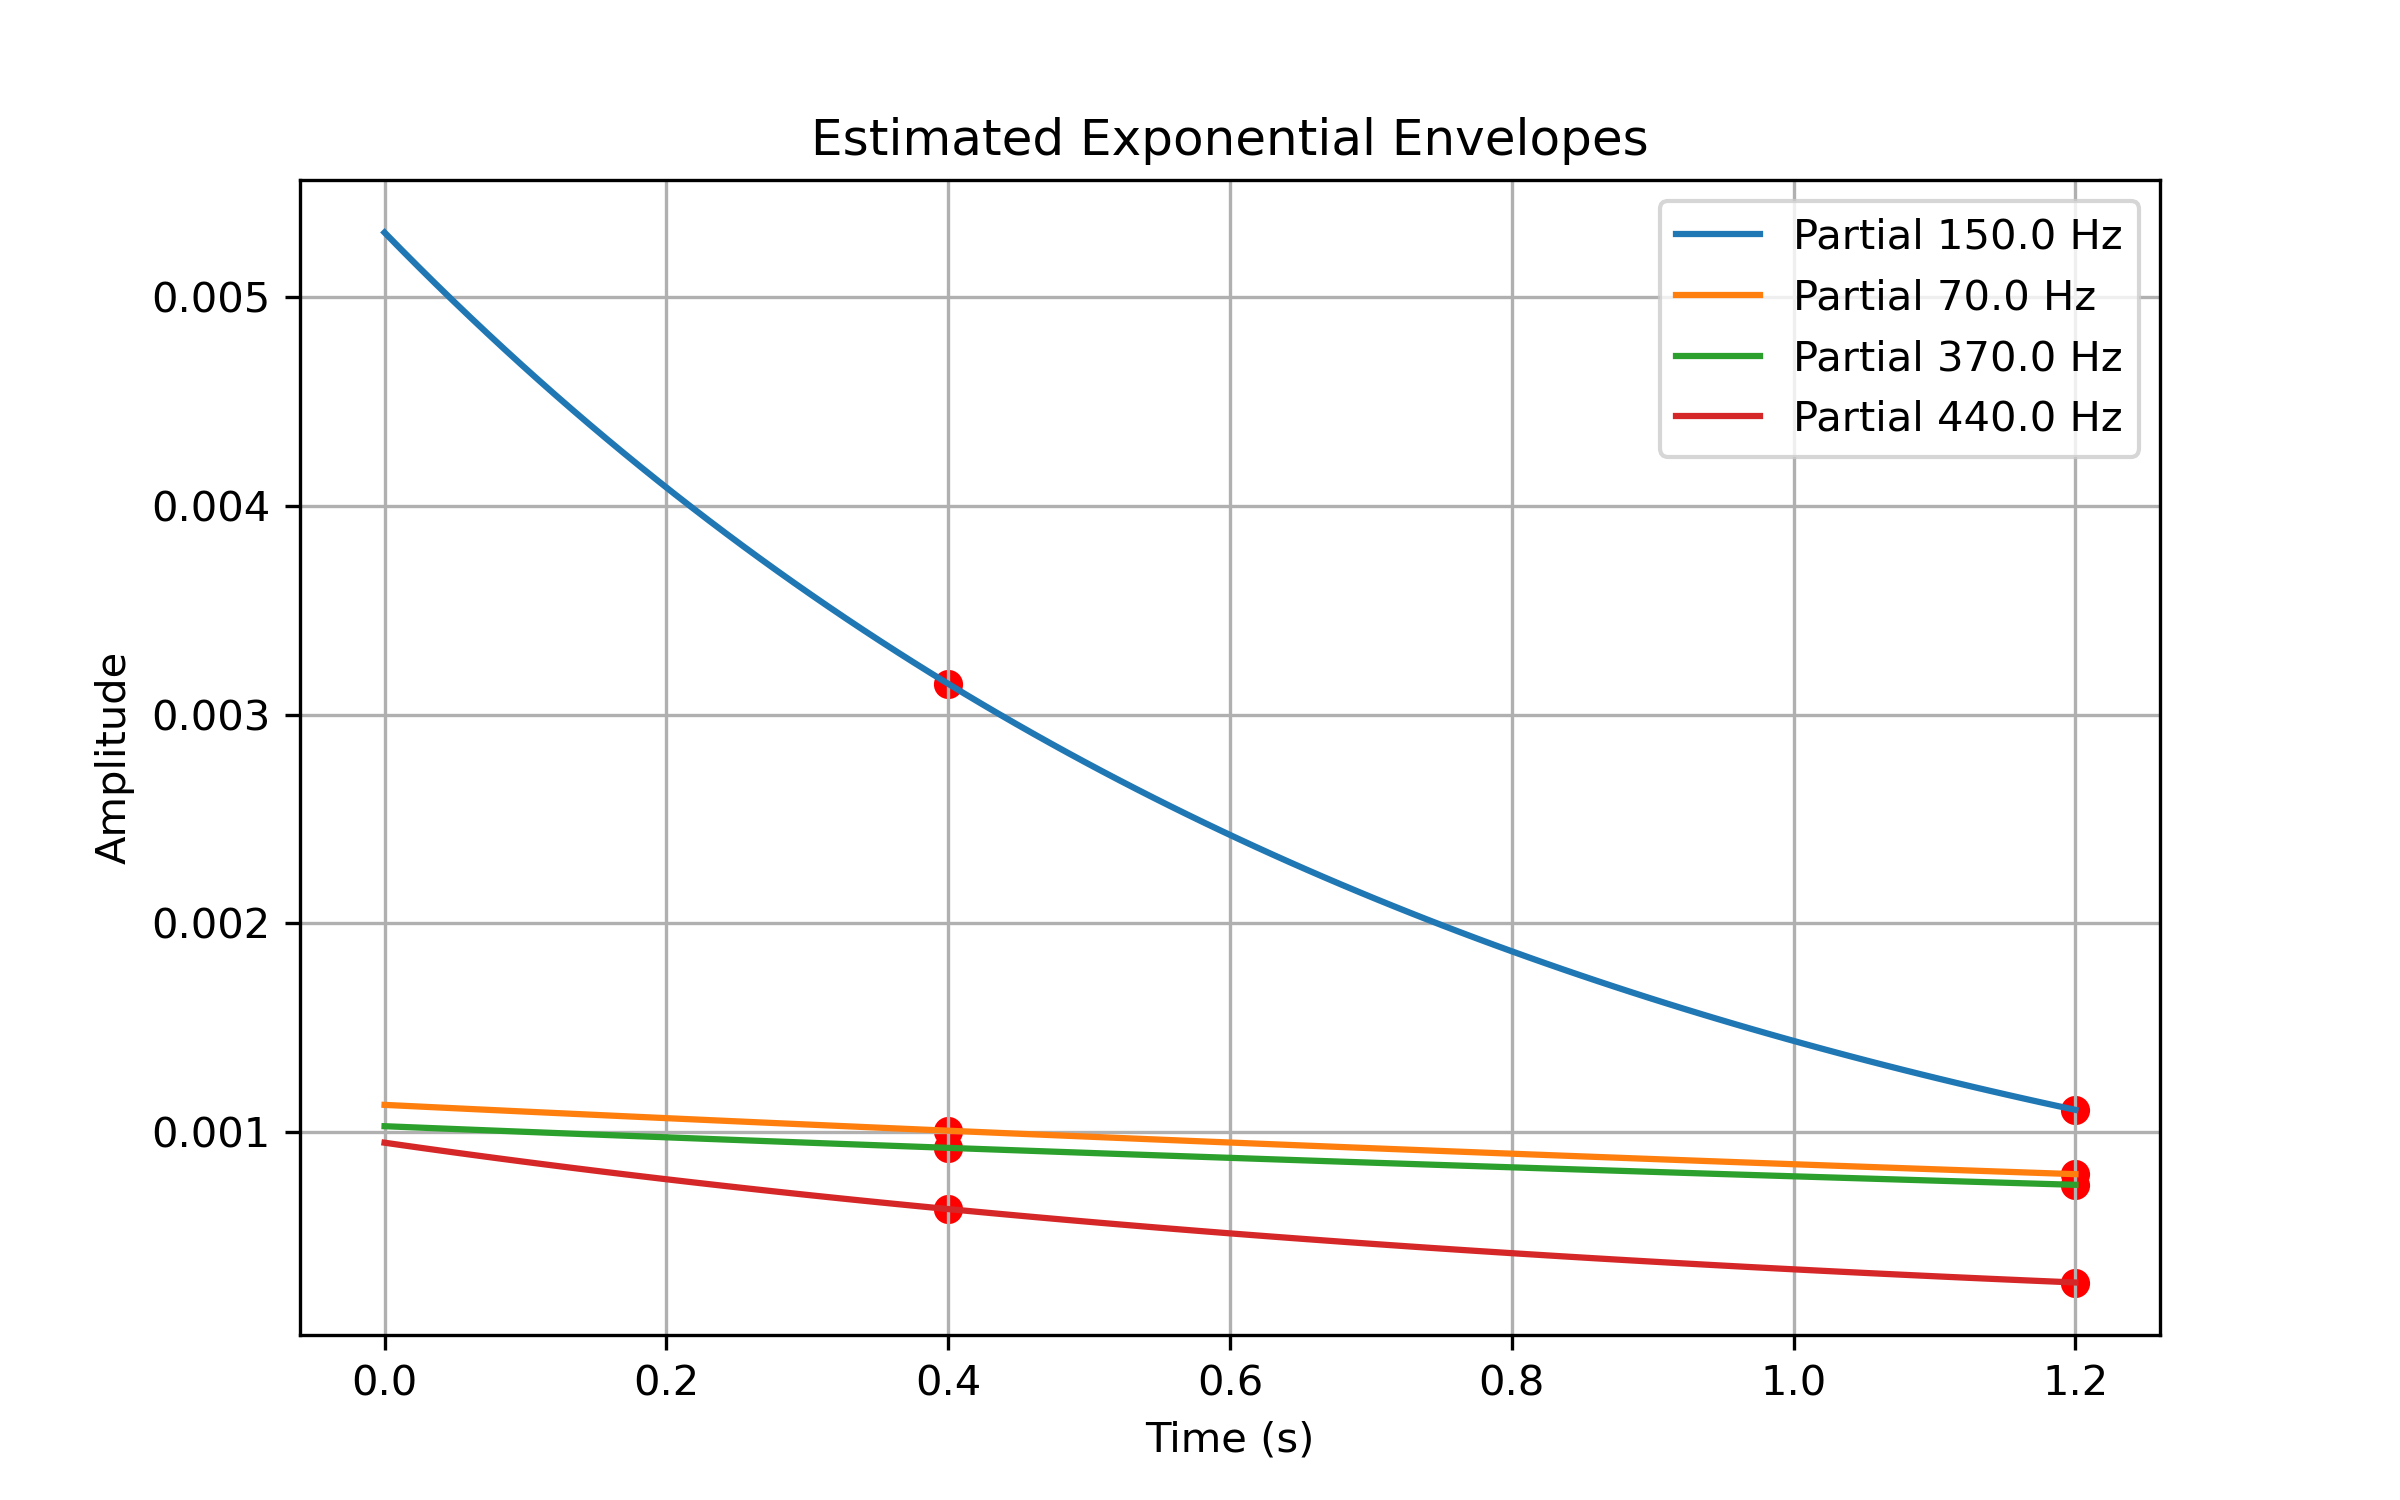 Estimated Exponential Envelopes
Partial 150.0 Hz
Partial 70.0 Hz
Partial 370.0 Hz
Partial 440.0 Hz
Amplitude
0.005
0.004
0.003
0.002
0.001
0.0 0.2 0.4 0.6 0.8 1.0 1.2
Time (s)